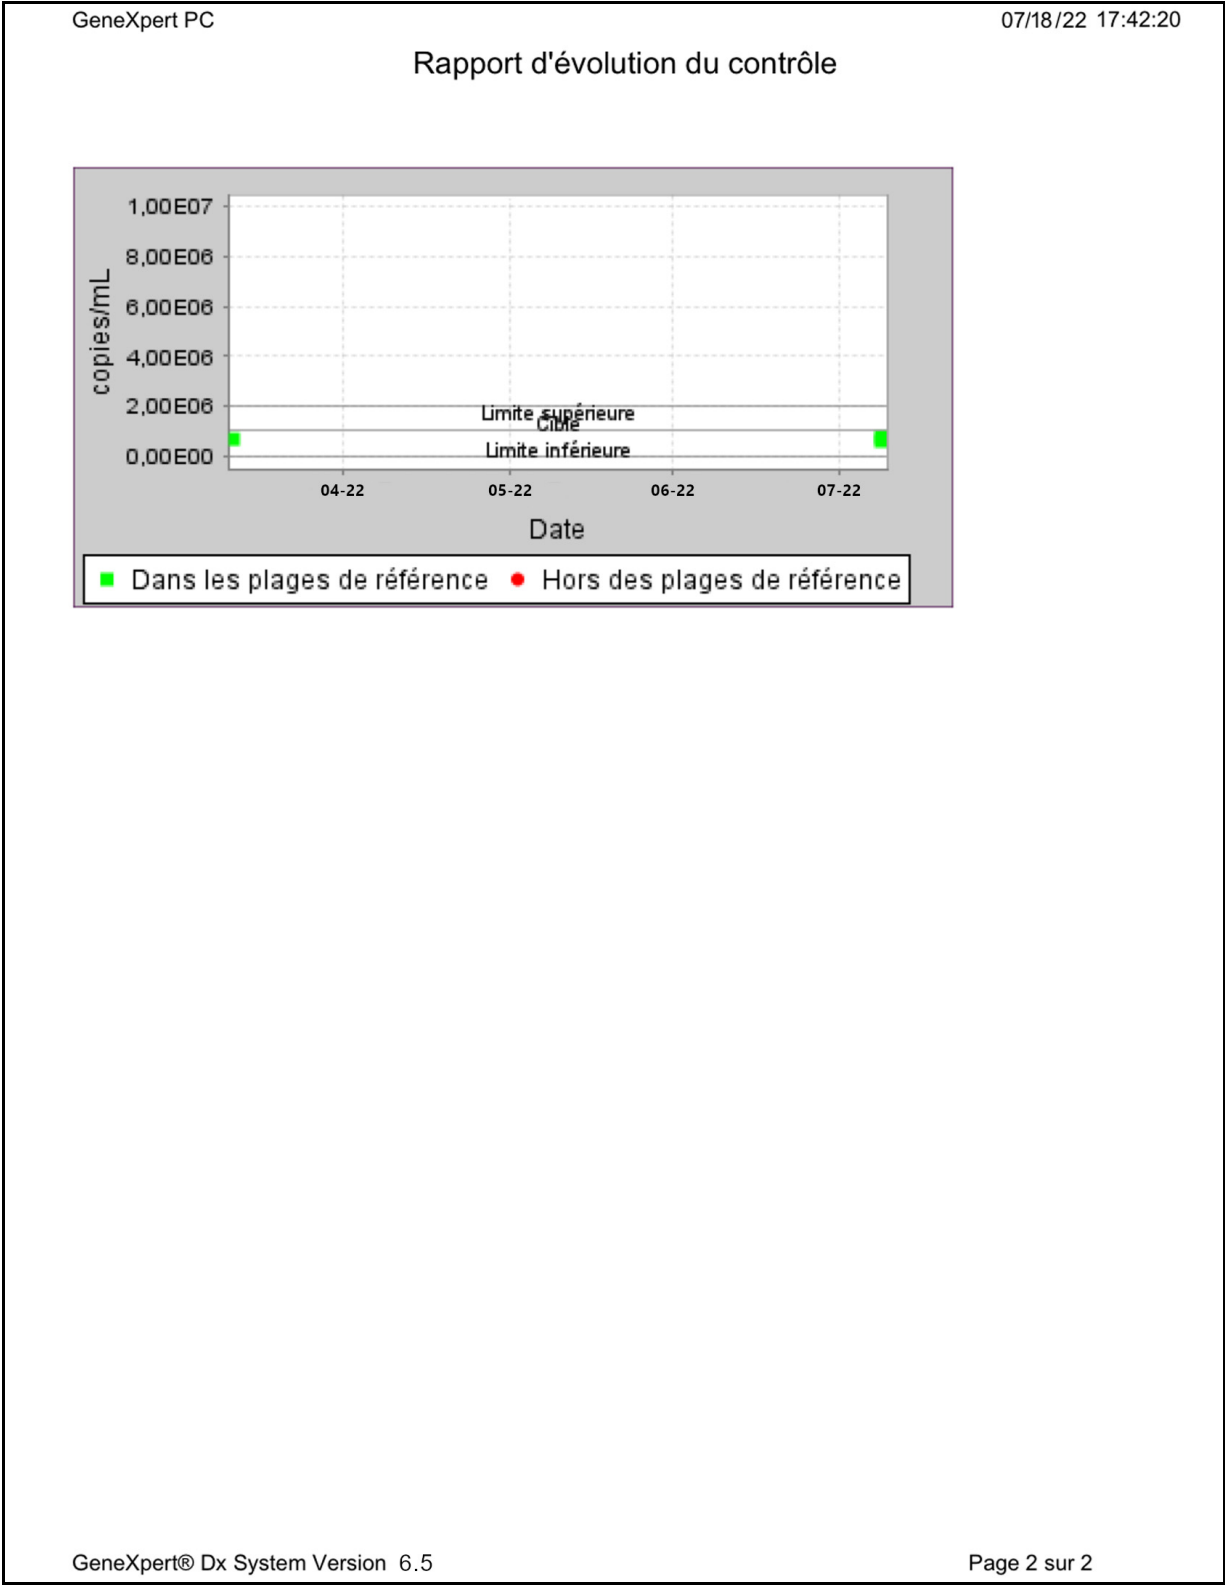 GeneXpert PC 07/18/22 17:42:20
Rapport d'évolution du contrôle
1,00E07
8,00E06
6,00E06
4,00E06
2,00E06
0,00E00
copies/mL
Limite supérieure
Cible
Limite inférieure
04-22 05-22 06-22 07-22
Date
Dans les plages de référence Hors des plages de référence
GeneXpert® Dx System Version 6.5 Page 2 sur 2